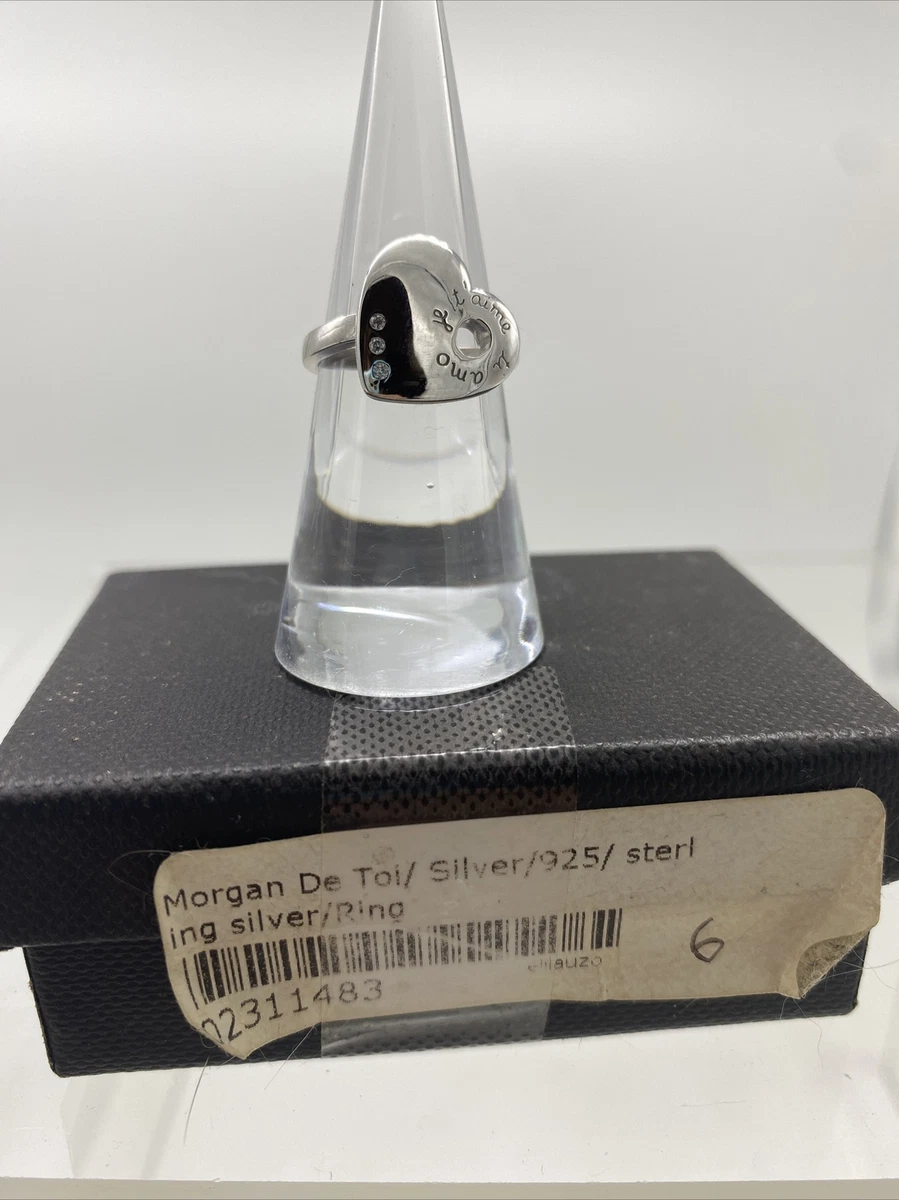 je t'aime ti amo
Morgan De Toi/ Silver/925/ sterl
ing silver/Ring
6
02311483